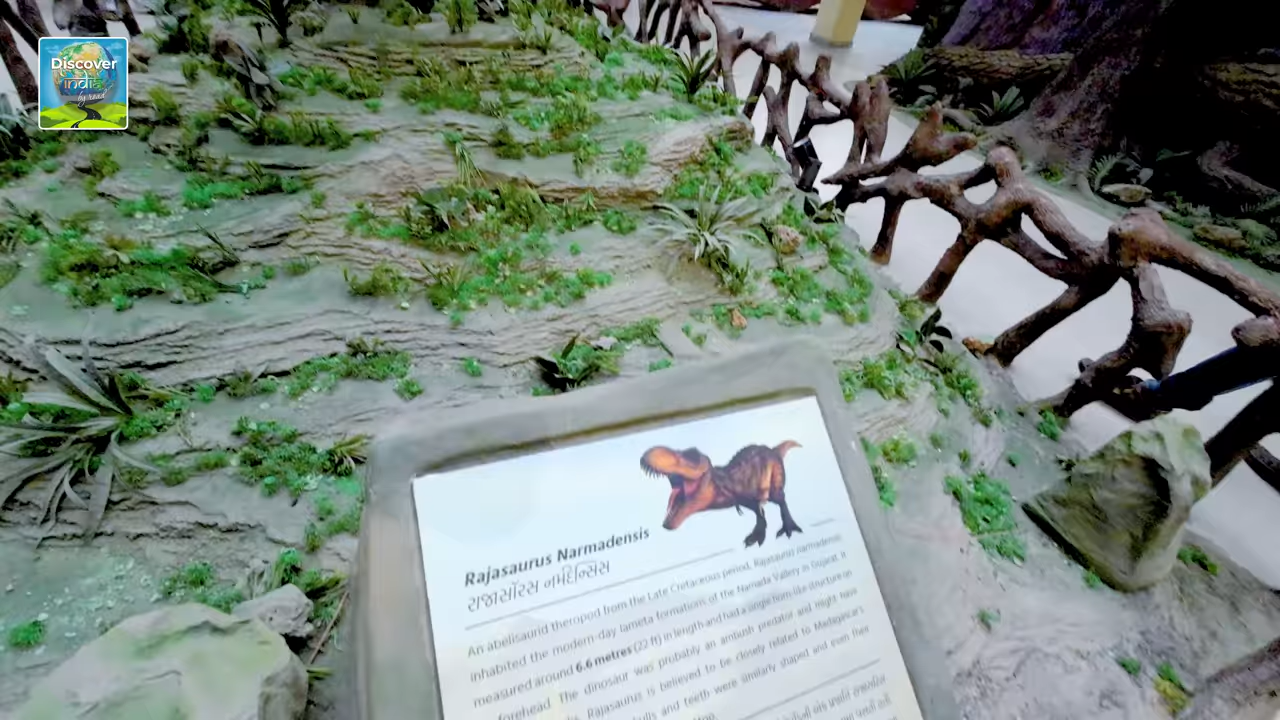 Discover
india
by road
Rajasaurus Narmadensis
રાજાસૉરસ નર્મદેન્સિસ
An abelisaurid theropod from the Late Cretaceous period, Rajasaurus narmadensis
inhabited the modern-day lameta formations of the Narmada Vallery in Gujarat. It
measured around 6.6 metres (22 ft) in length and had a single horn-like structure on
forehead. The dinosaur was probably an ambush predator and might have
Rajasaurus is believed to be closely related to Madagascar's
skulls and teeth were similarly shaped and even their